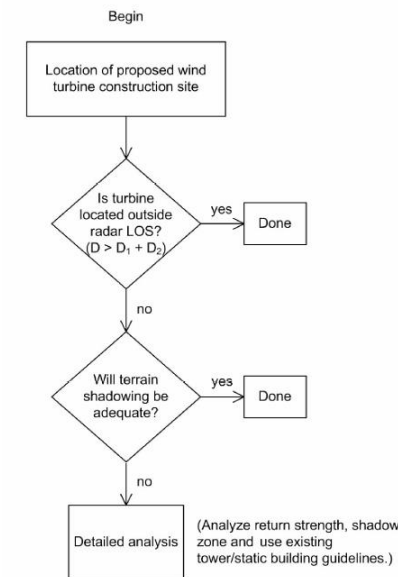 Begin
Location of proposed wind
turbine construction site
Is turbine
located outside
radar LOS?
(D > D₁ + D₂)
yes
Done
no
Will terrain
shadowing be
adequate?
yes
Done
no
Detailed analysis
(Analyze return strength, shadow
zone and use existing
tower/static building guidelines.)